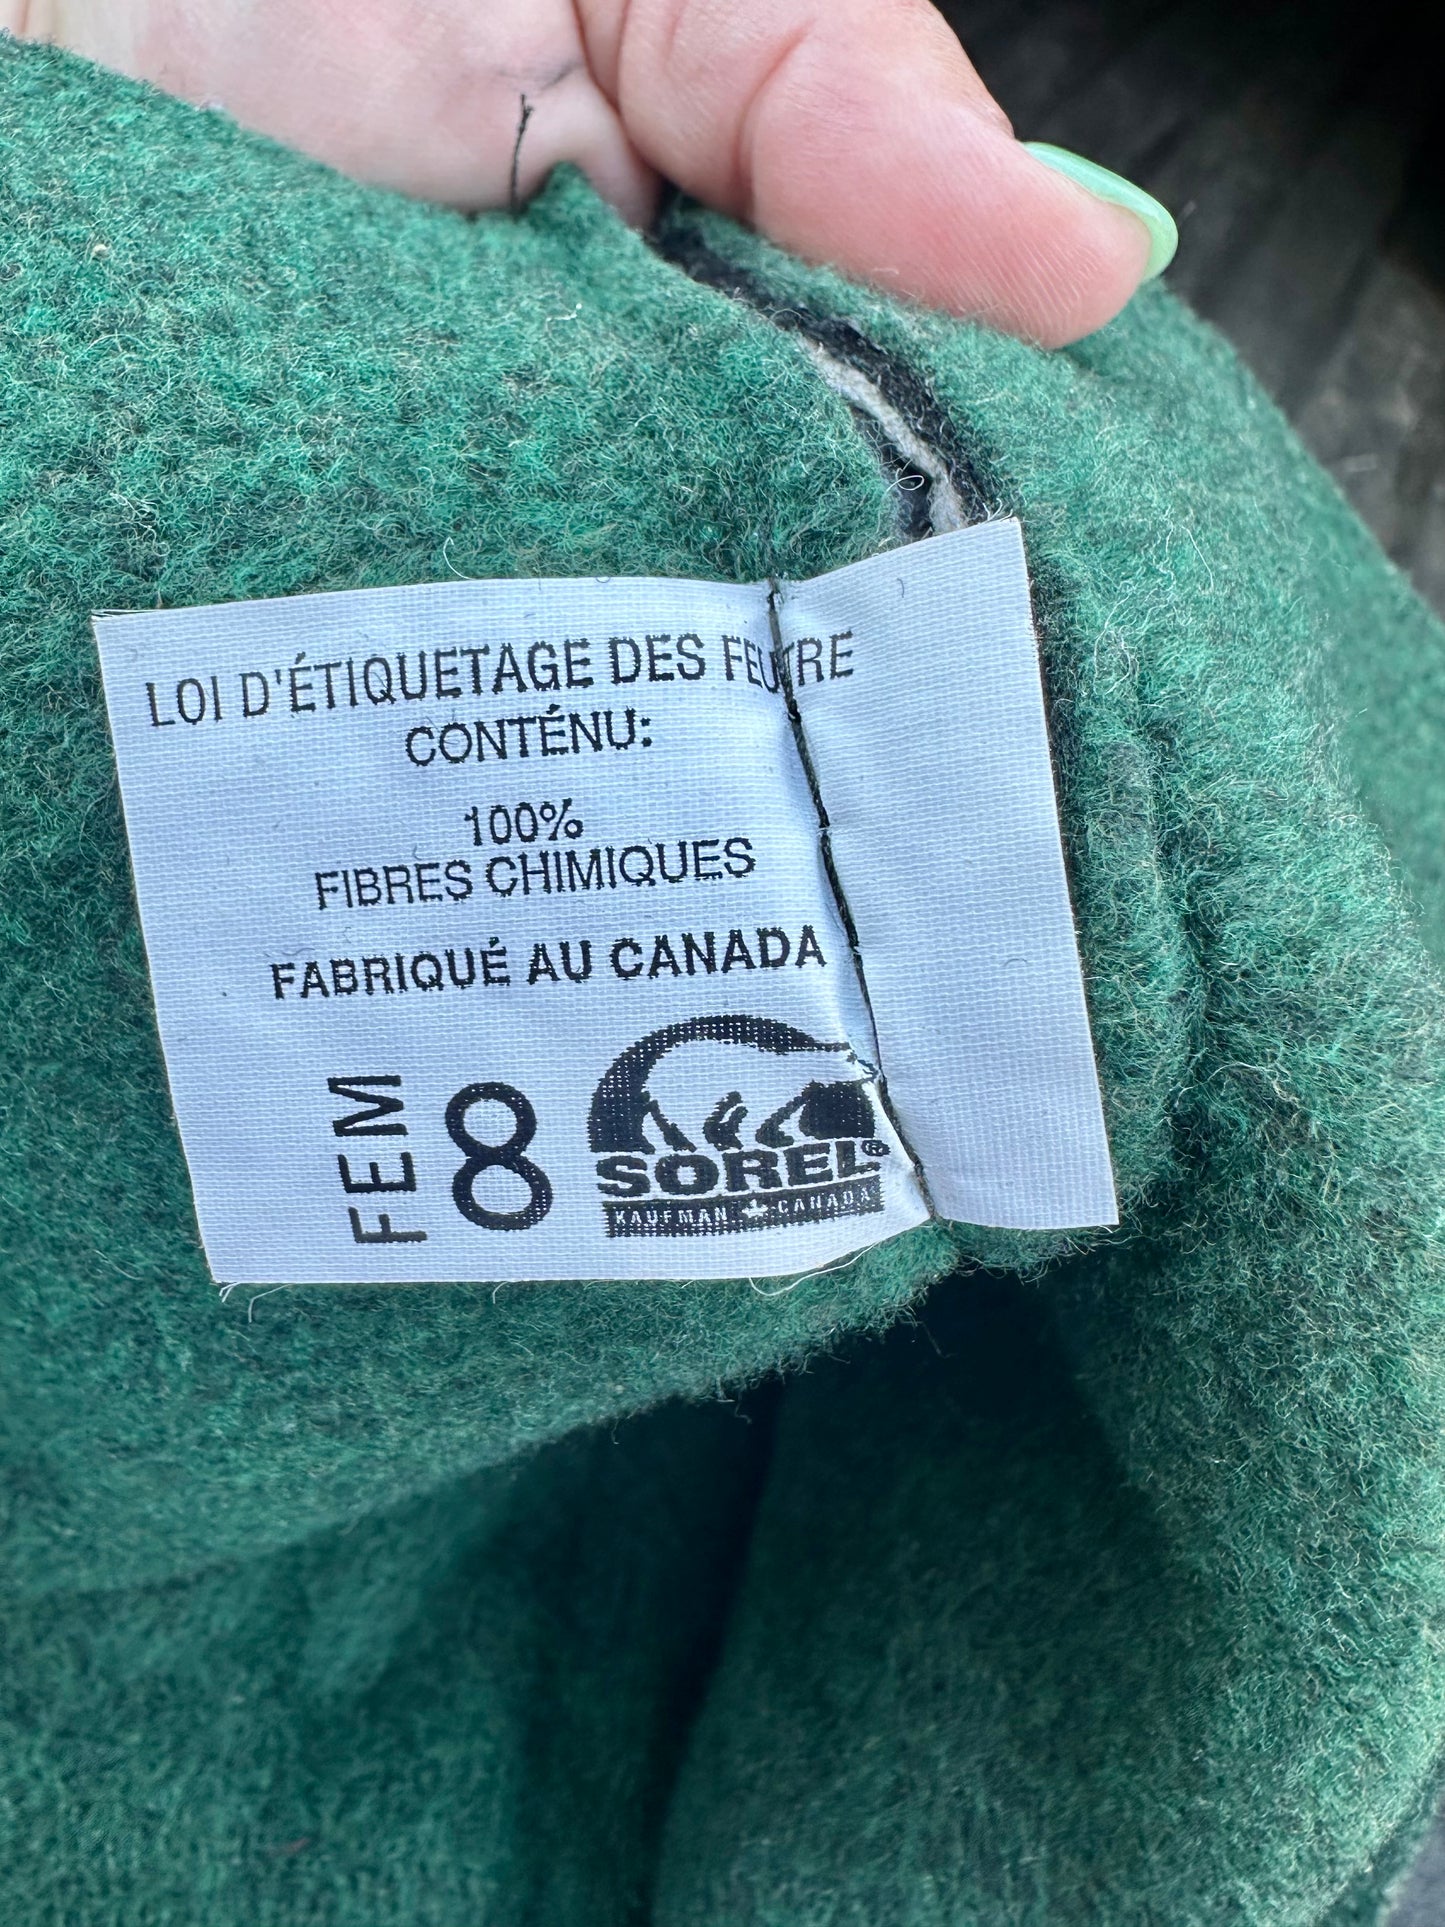 LOI D'ÉTIQUETAGE DES FEUTRE
CONTÉNU:
100%
FIBRES CHIMIQUES
FABRIQUÉ AU CANADA
FEM
8
SOREL®
KAUFMAN CANADA